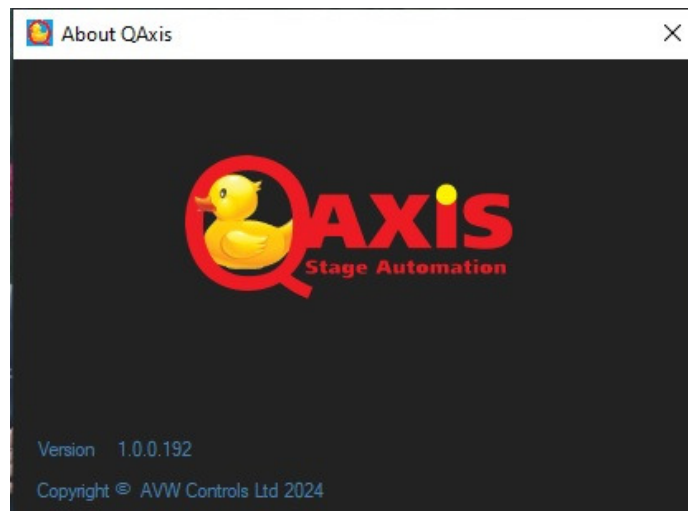 About QAxis
QAXiS
Stage Automation
Version 1.0.0.192
Copyright © AVW Controls Ltd 2024